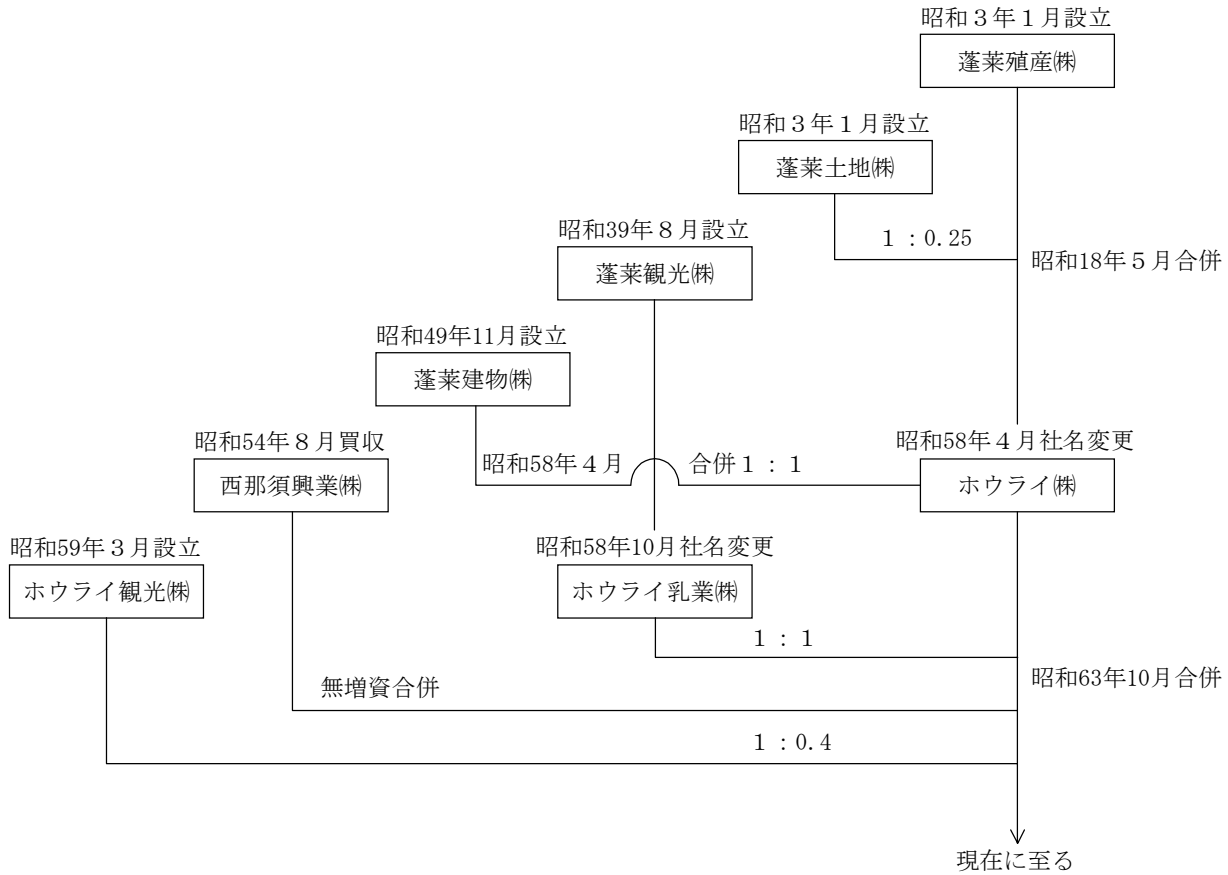 昭和３年１月設立
蓬莱殖産㈱
昭和３年１月設立
蓬莱土地㈱
１：0.25
昭和18年５月合併
昭和39年８月設立
蓬莱観光㈱
昭和49年11月設立
蓬莱建物㈱
昭和54年８月買収
西那須興業㈱
昭和58年４月
合併１：１
昭和58年４月社名変更
ホウライ㈱
昭和59年３月設立
ホウライ観光㈱
昭和58年10月社名変更
ホウライ乳業㈱
１：１
無増資合併
昭和63年10月合併
１：0.4
現在に至る